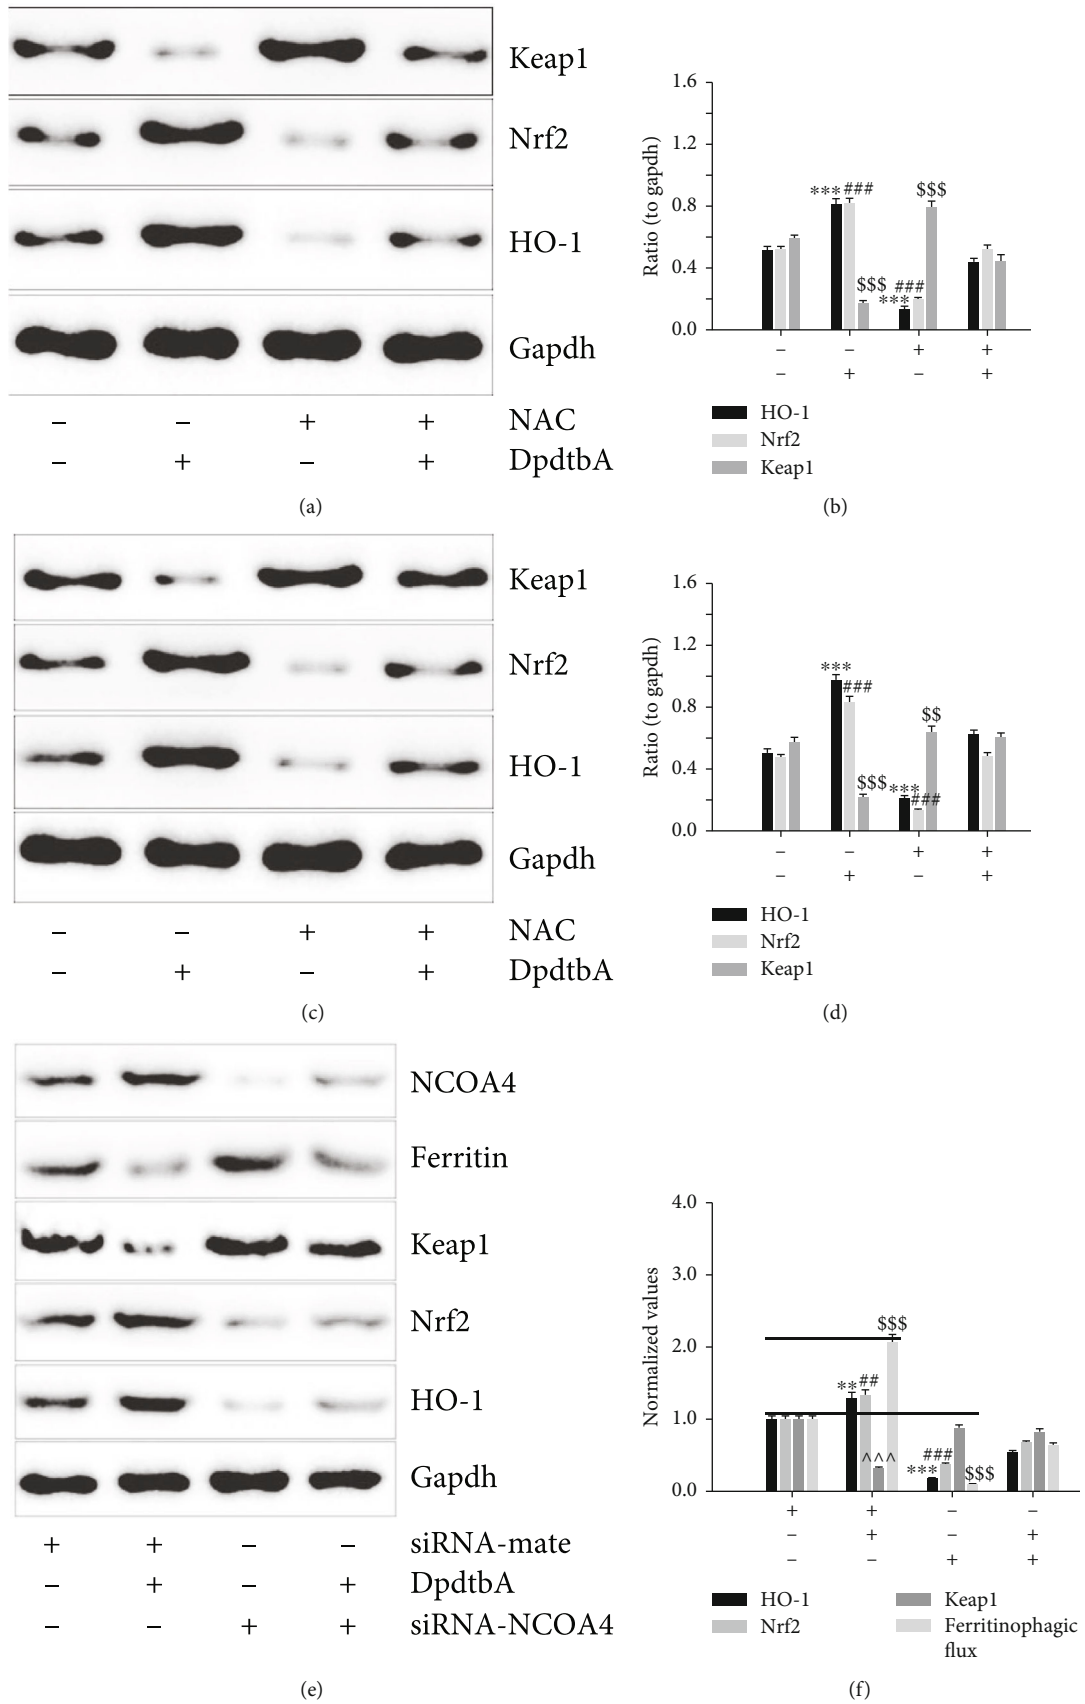 Keap1
Nrf2
HO-1
Gapdh
– – + + NAC
– + – + DpdtbA
(a)
Ratio (to gapdh)
1.6
1.2
0.8
0.4
0.0
*** ### $$$
$$$ ### ***
– – + +
– + – +
HO-1
Nrf2
Keap1
(b)
Keap1
Nrf2
HO-1
Gapdh
– – + + NAC
– + – + DpdtbA
(c)
Ratio (to gapdh)
1.6
1.2
0.8
0.4
0.0
***
###
$$
$$$ *** ###
– – + +
– + – +
HO-1
Nrf2
Keap1
(d)
NCOA4
Ferritin
Keap1
Nrf2
HO-1
Gapdh
+ + – – siRNA-mate
– + – + DpdtbA
– – + + siRNA-NCOA4
(e)
Normalized values
4.0
3.0
2.0
1.0
0.0
$$$
** ##
^^^ ###
*** $$$
+ + – –
– + – +
– – + +
HO-1
Nrf2
Keap1
Ferritinophagic
flux
(f)